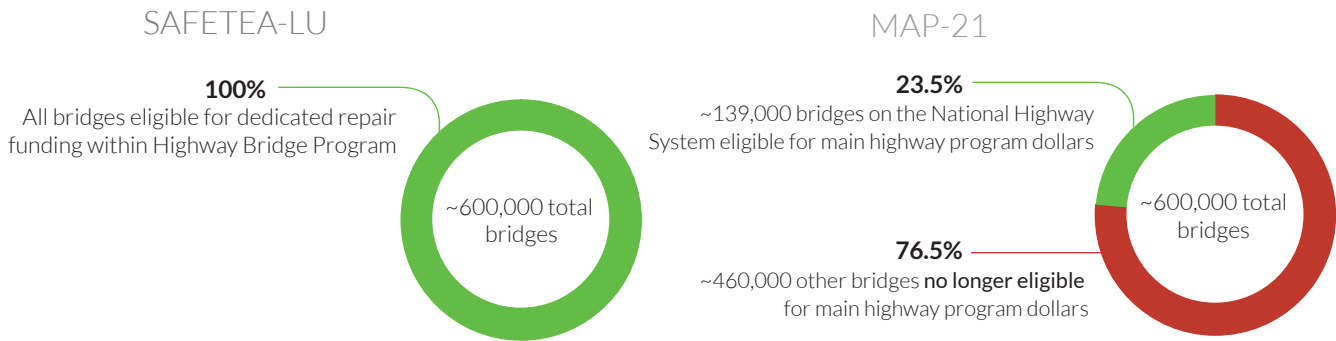 SAFETEA-LU
100%
All bridges eligible for dedicated repair
funding within Highway Bridge Program
~600,000 total
bridges
MAP-21
23.5%
~139,000 bridges on the National Highway
System eligible for main highway program dollars
76.5%
~460,000 other bridges no longer eligible
for main highway program dollars
~600,000 total
bridges